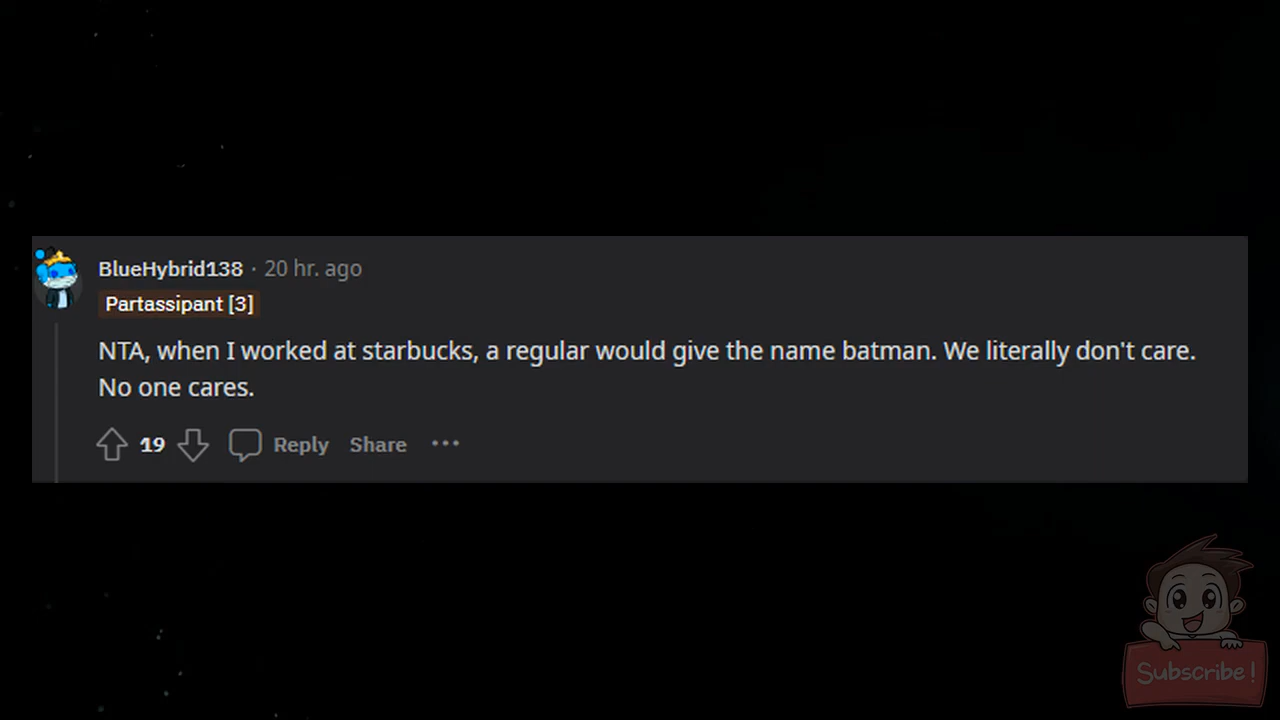 BlueHybrid138 · 20 hr. ago
Partassipant [3]
NTA, when I worked at starbucks, a regular would give the name batman. We literally don't care.
No one cares.
19 Reply Share ...
Subscribe!